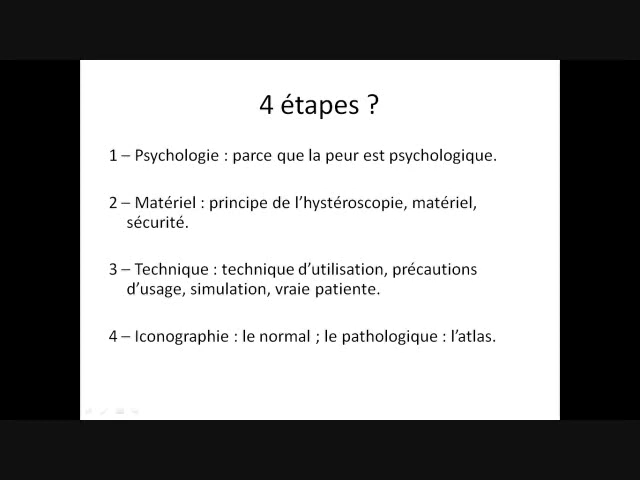 4 étapes ?
1 – Psychologie : parce que la peur est psychologique.
2 – Matériel : principe de l’hystéroscopie, matériel,
sécurité.
3 – Technique : technique d’utilisation, précautions
d’usage, simulation, vraie patiente.
4 – Iconographie : le normal ; le pathologique : l’atlas.